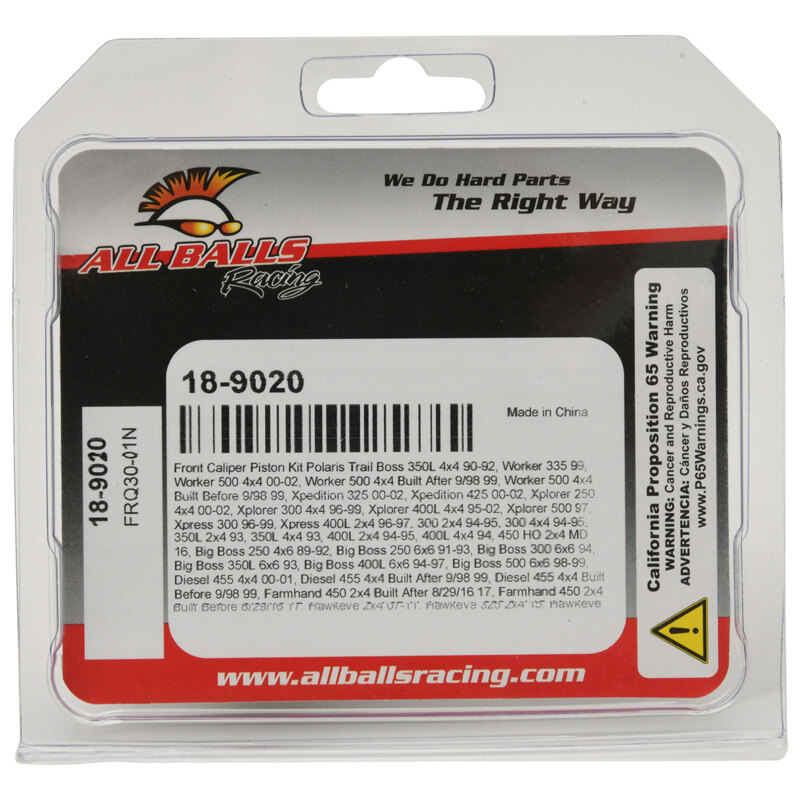 We Do Hard Parts
The Right Way
ALL BALLS
Racing
18-9020
Made in China
Front Caliper Piston Kit Polaris Trail Boss 350L 4x4 90-92, Worker 335 99,
Worker 500 4x4 00-02, Worker 500 4x4 Built After 9/98 99, Worker 500 4x4
Built Before 9/98 99, Xpedition 325 00-02, Xpedition 425 00-02, Xplorer 250
4x4 00-02, Xplorer 300 4x4 96-99, Xplorer 400L 4x4 95-02, Xplorer 500 97,
Xpress 300 96-99, Xpress 400L 2x4 96-97, 300 2x4 94-95, 300 4x4 94-95,
350L 2x4 93, 350L 4x4 93, 400L 2x4 94-95, 400L 4x4 94, 450 HO 2x4 MD
16, Big Boss 250 4x6 89-92, Big Boss 250 6x6 91-93, Big Boss 300 6x6 94,
Big Boss 350L 6x6 93, Big Boss 400L 6x6 94-97, Big Boss 500 6x6 98-99,
Diesel 455 4x4 00-01, Diesel 455 4x4 Built After 9/98 99, Diesel 455 4x4 Built
Before 9/98 99, Farmhand 450 2x4 Built After 8/29/16 17, Farmhand 450 2x4
Built Before 8/29/16 17, Hawkeye 2x4
18-9020
FRQ30-01N
California Proposition 65 Warning
WARNING: Cancer and Reproductive Harm
ADVERTENCIA: Cáncer y Daños Reproductivos
www.P65Warnings.ca.gov
www.allballsracing.com